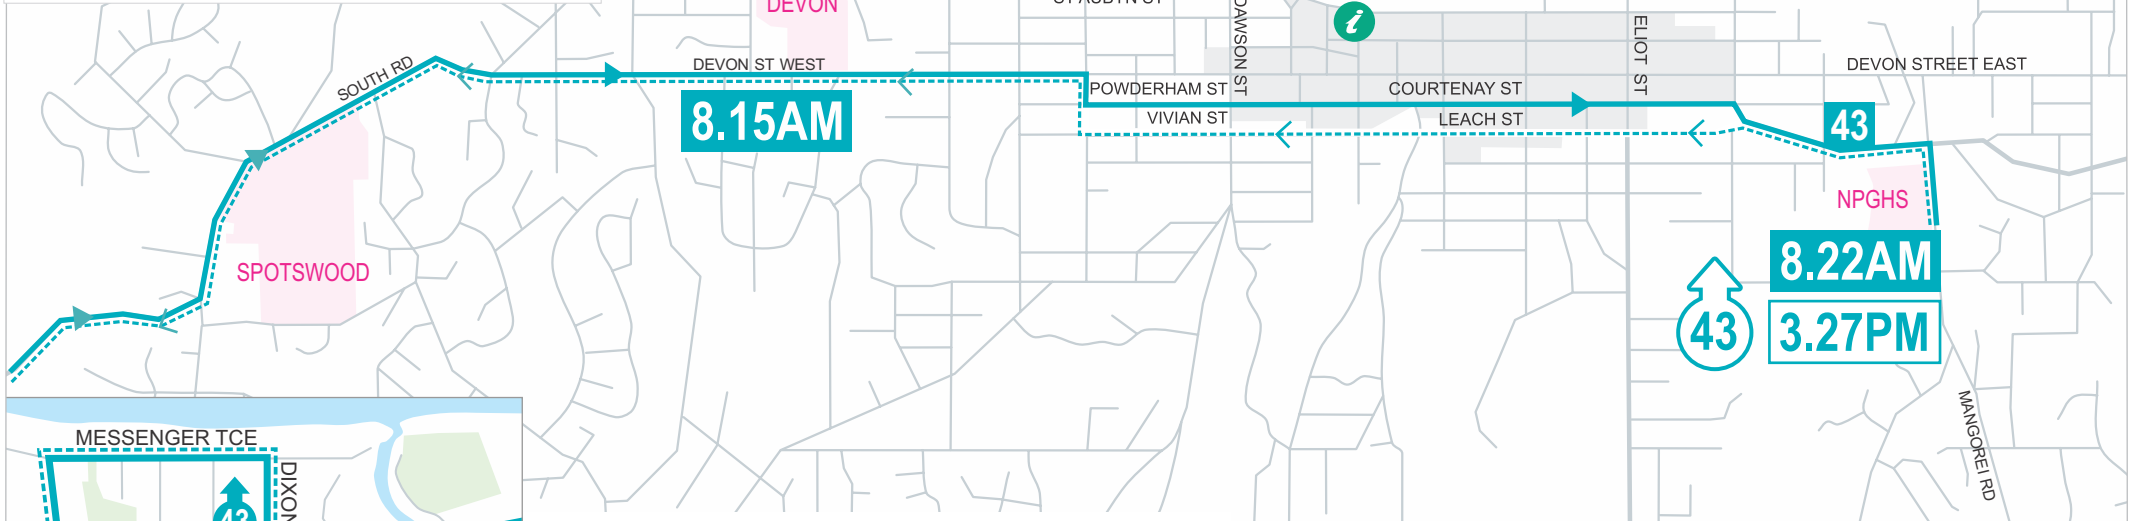 DEVON
DAWSON ST
i
ELIOT ST
SOUTH RD
DEVON ST WEST
DEVON STREET EAST
POWDERHAM ST
COURTENAY ST
VIVIAN ST
LEACH ST
8.15AM
43
NPGHS
SPOTSWOOD
8.22AM
43
3.27PM
MANGOREI RD
MESSENGER TCE
DIXON
43